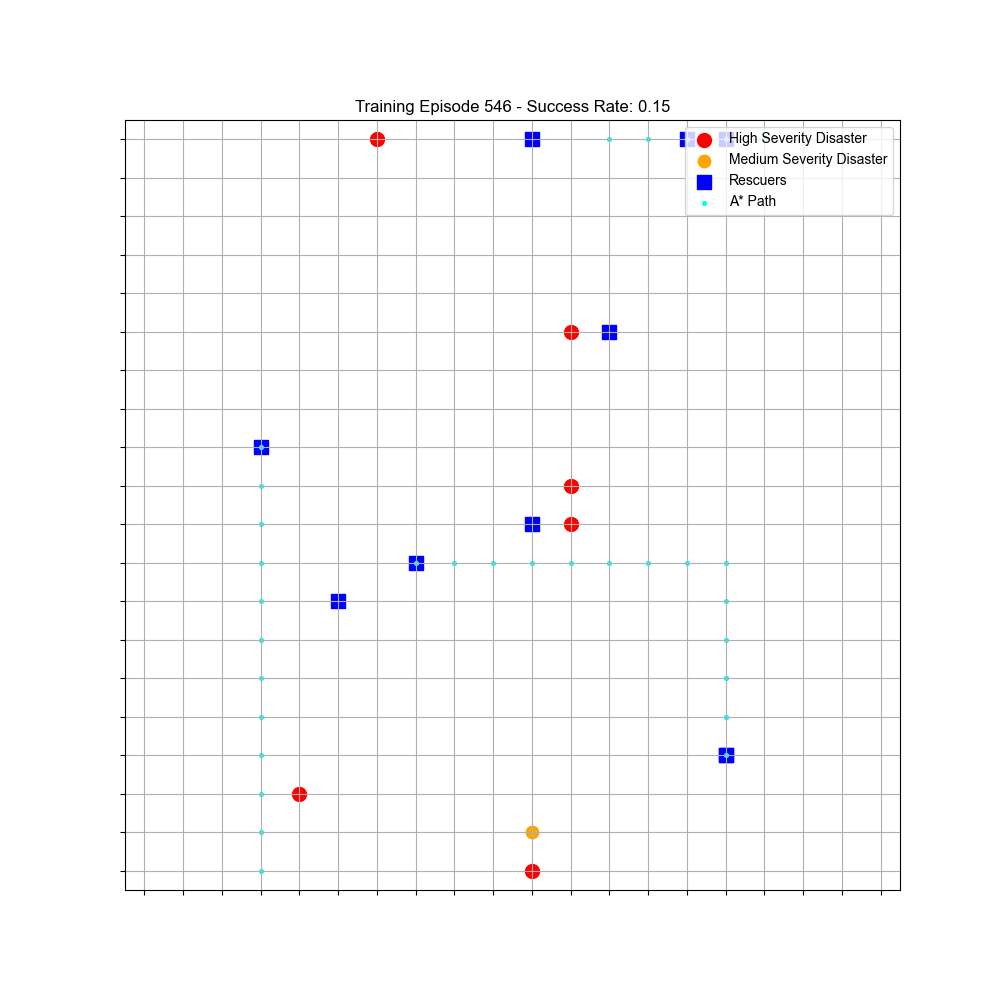 Training Episode 546 - Success Rate: 0.15
High Severity Disaster
Medium Severity Disaster
Rescuers
A* Path